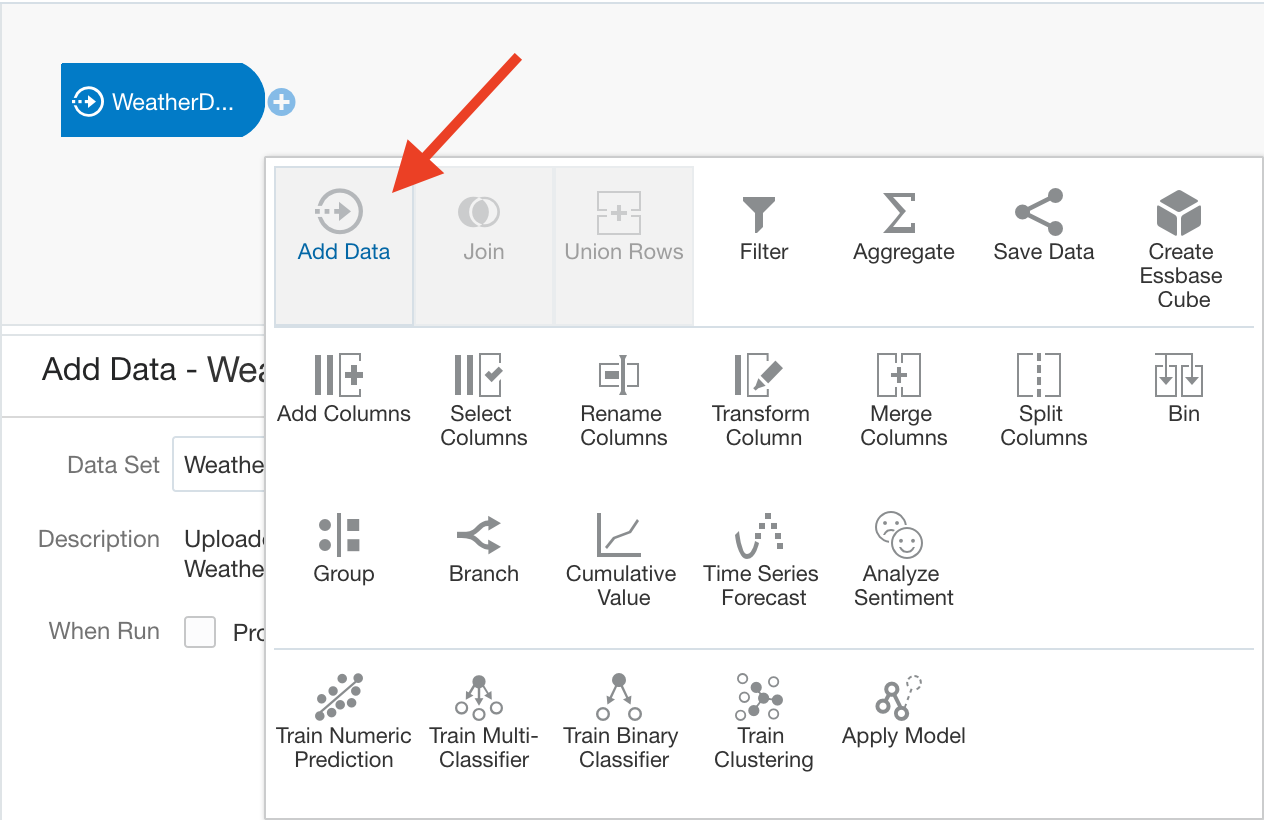 WeatherD...
Add Data
Join
Union Rows
Filter
Aggregate
Save Data
Create
Essbase
Cube
Add Data - Wea
Add Columns
Select
Columns
Rename
Columns
Transform
Column
Merge
Columns
Split
Columns
Bin
Data Set
Weathe
Description
Uploade
Weathe
Group
Branch
Cumulative
Value
Time Series
Forecast
Analyze
Sentiment
When Run
Pro
Train Numeric
Prediction
Train Multi-
Classifier
Train Binary
Classifier
Train
Clustering
Apply Model